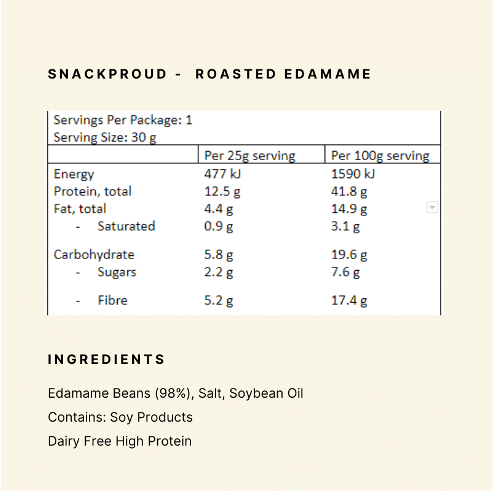 SNACKPROUD - ROASTED EDAMAME
Servings Per Package: 1
Serving Size: 30 g
Per 25g serving Per 100g serving
Energy 477 kJ 1590 kJ
Protein, total 12.5 g 41.8 g
Fat, total 4.4 g 14.9 g
- Saturated 0.9 g 3.1 g
Carbohydrate 5.8 g 19.6 g
- Sugars 2.2 g 7.6 g
- Fibre 5.2 g 17.4 g
INGREDIENTS
Edamame Beans (98%), Salt, Soybean Oil
Contains: Soy Products
Dairy Free High Protein